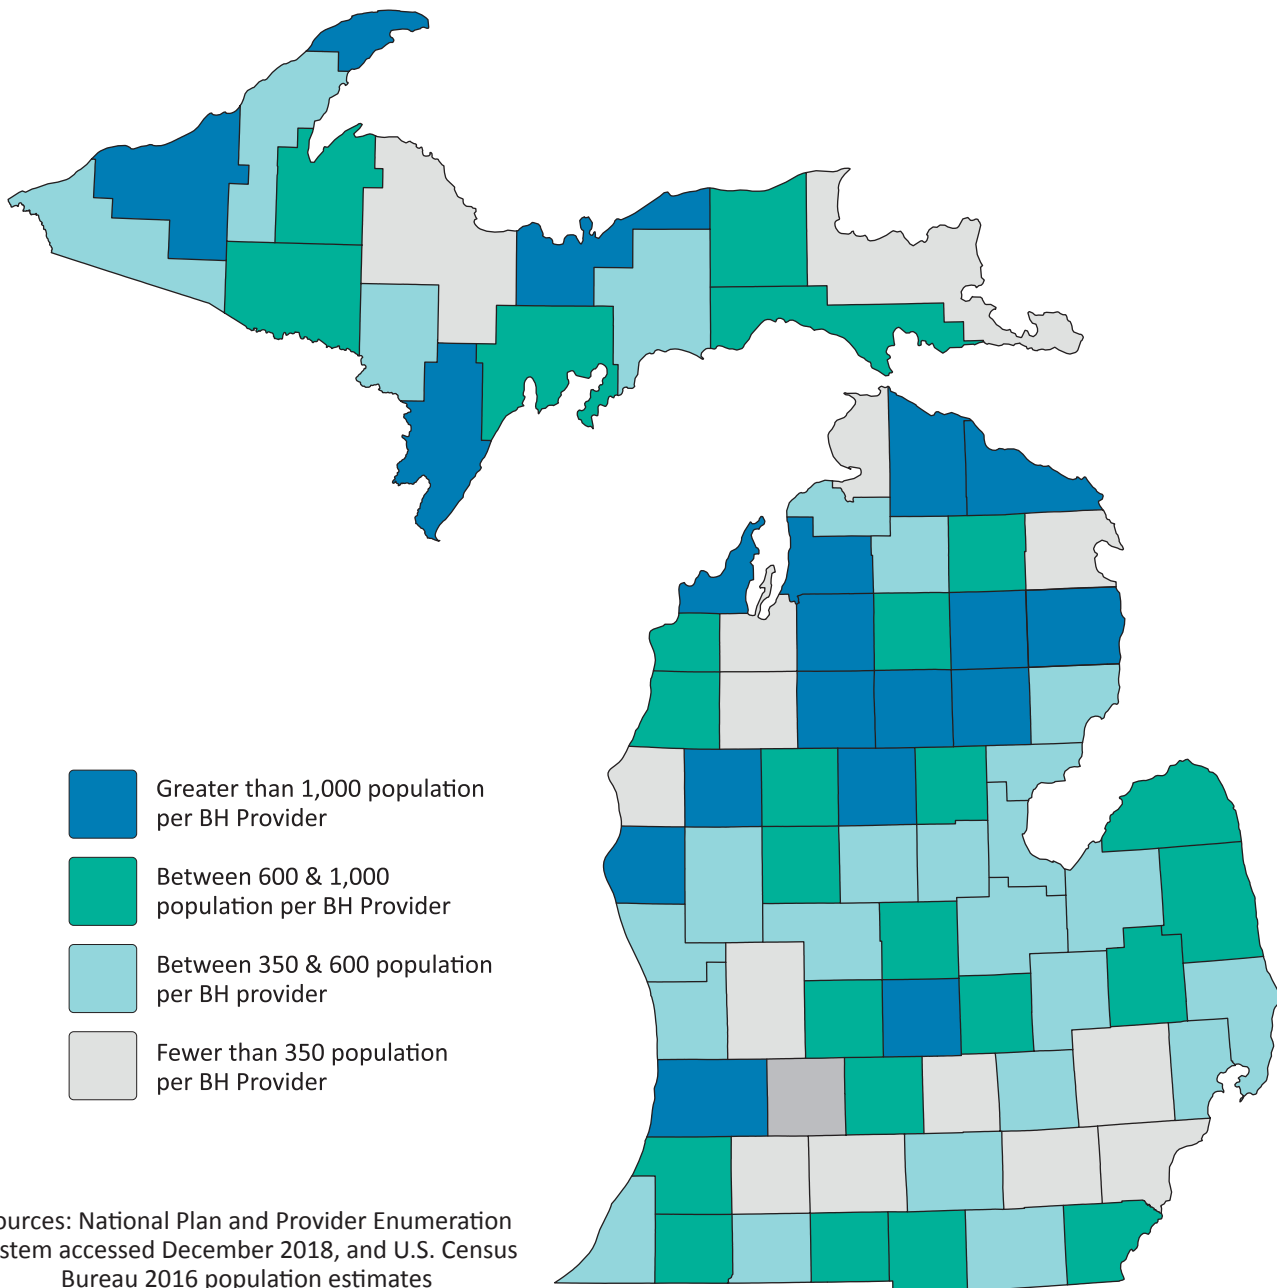 Greater than 1,000 population
per BH Provider
Between 600 & 1,000
population per BH Provider
Between 350 & 600 population
per BH provider
Fewer than 350 population
per BH Provider
ources: National Plan and Provider Enumeration
stem accessed December 2018, and U.S. Census
Bureau 2016 population estimates